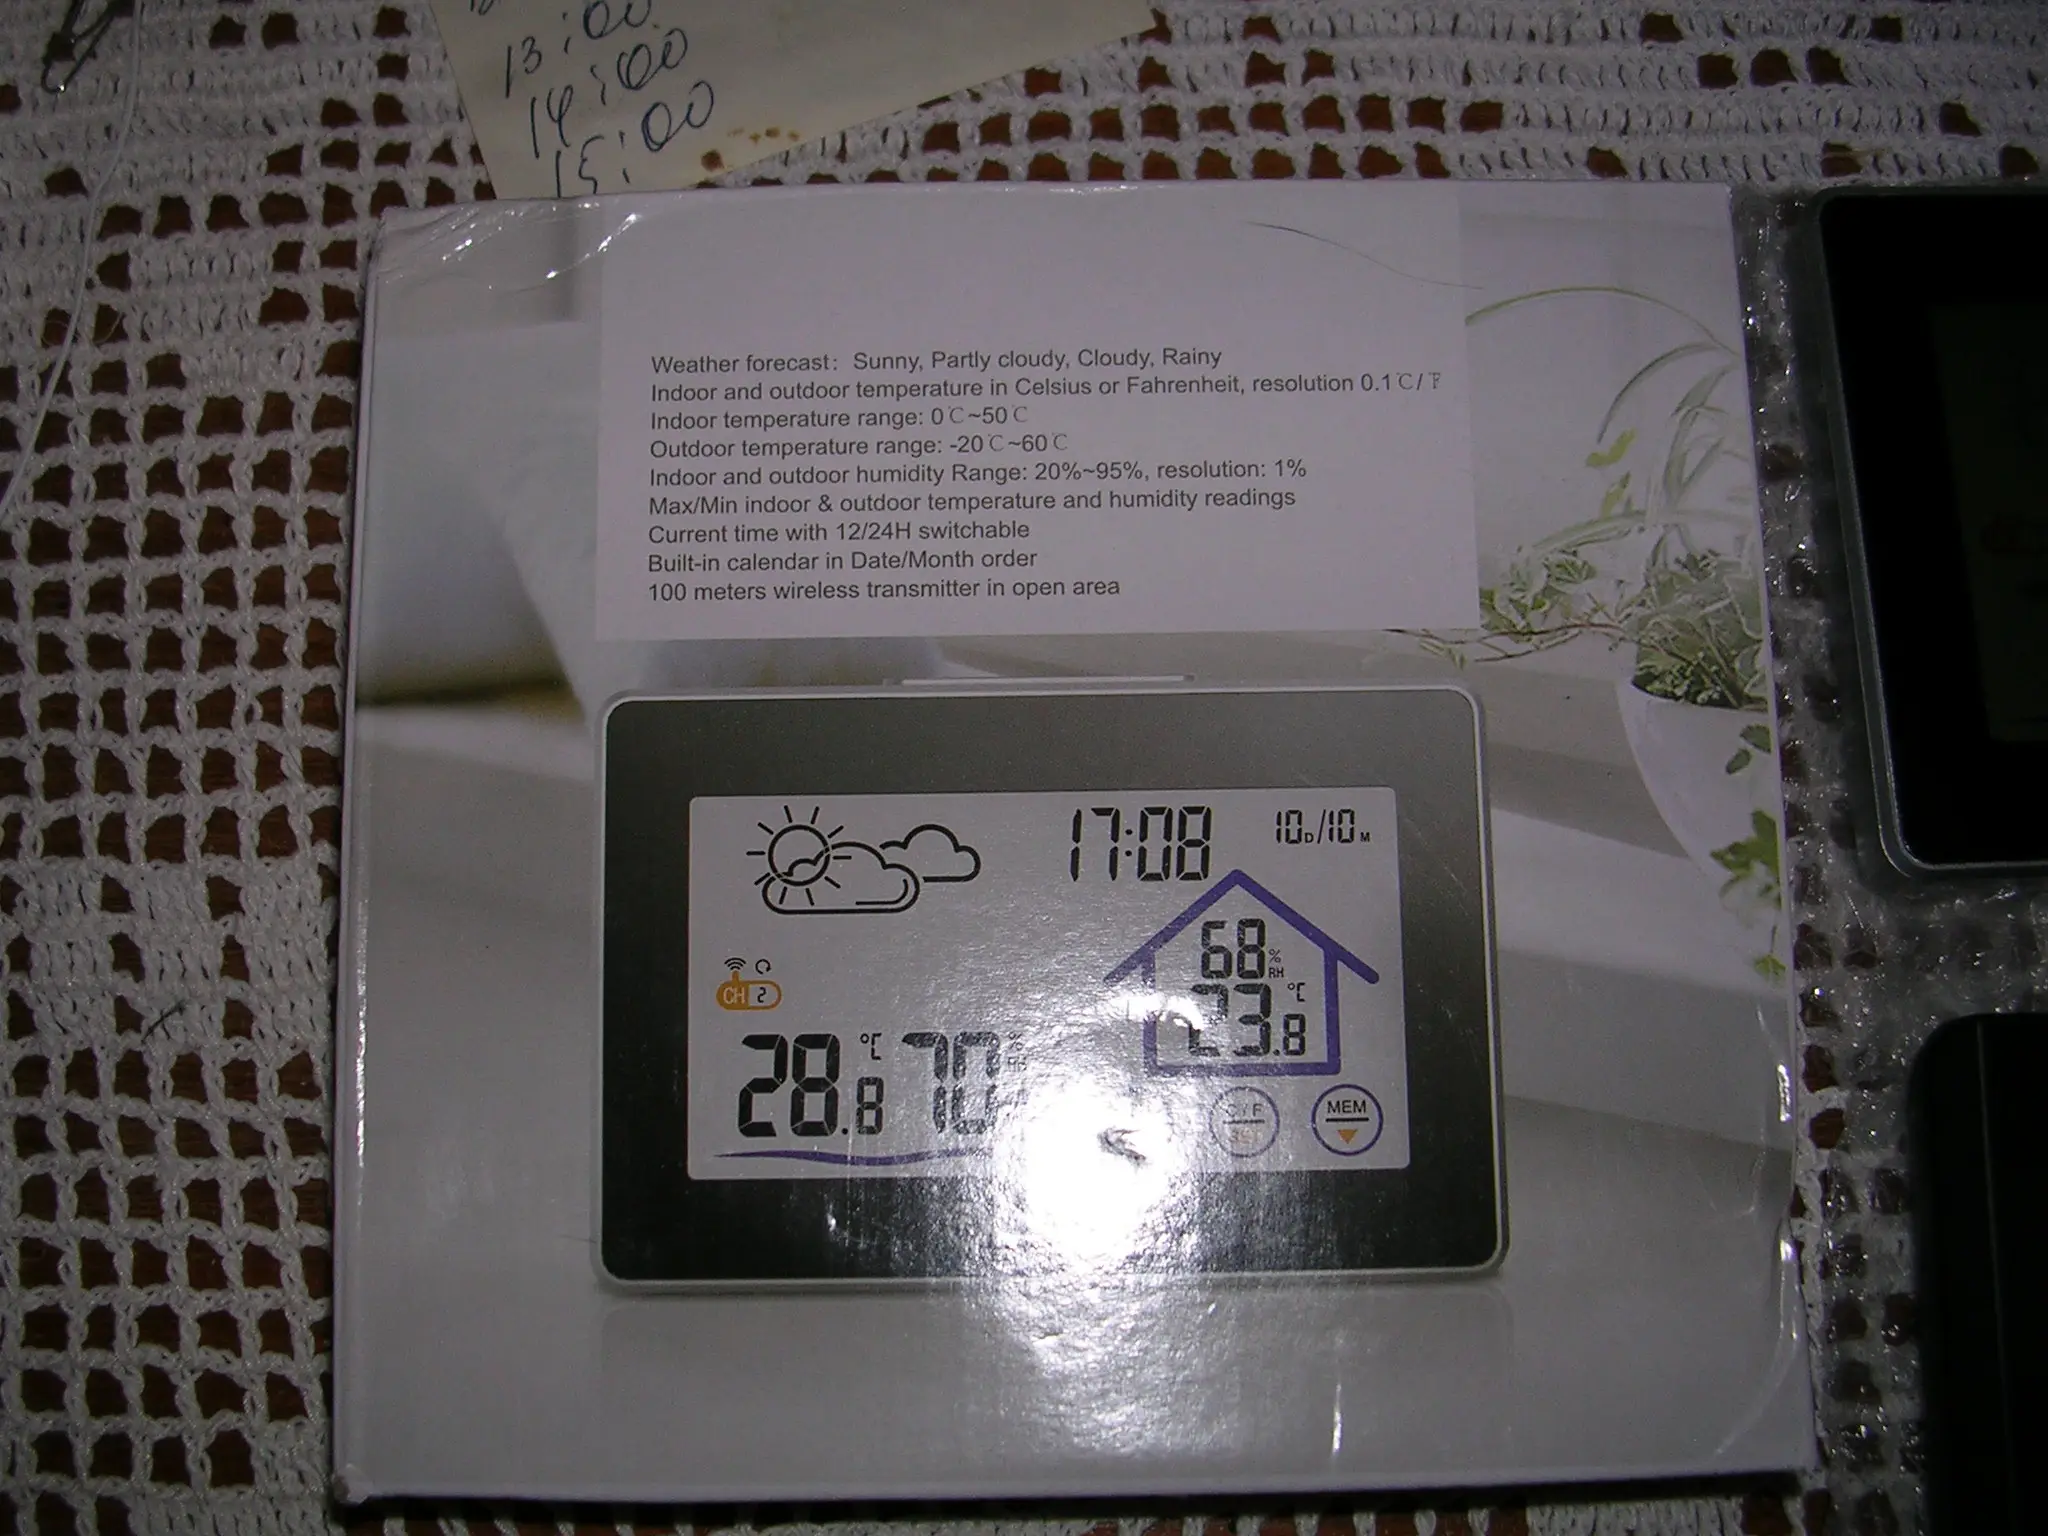 13:00
14:00
15:00
Weather forecast: Sunny, Partly cloudy, Cloudy, Rainy
Indoor and outdoor temperature in Celsius or Fahrenheit, resolution 0.1℃/℉
Indoor temperature range: 0℃~50℃
Outdoor temperature range: -20℃~60℃
Indoor and outdoor humidity Range: 20%~95%, resolution: 1%
Max/Min indoor & outdoor temperature and humidity readings
Current time with 12/24H switchable
Built-in calendar in Date/Month order
100 meters wireless transmitter in open area
17:08 10D/10M
68%RH
23.8℃
CH 2
28.8℃ 70
C/F
SET
MEM